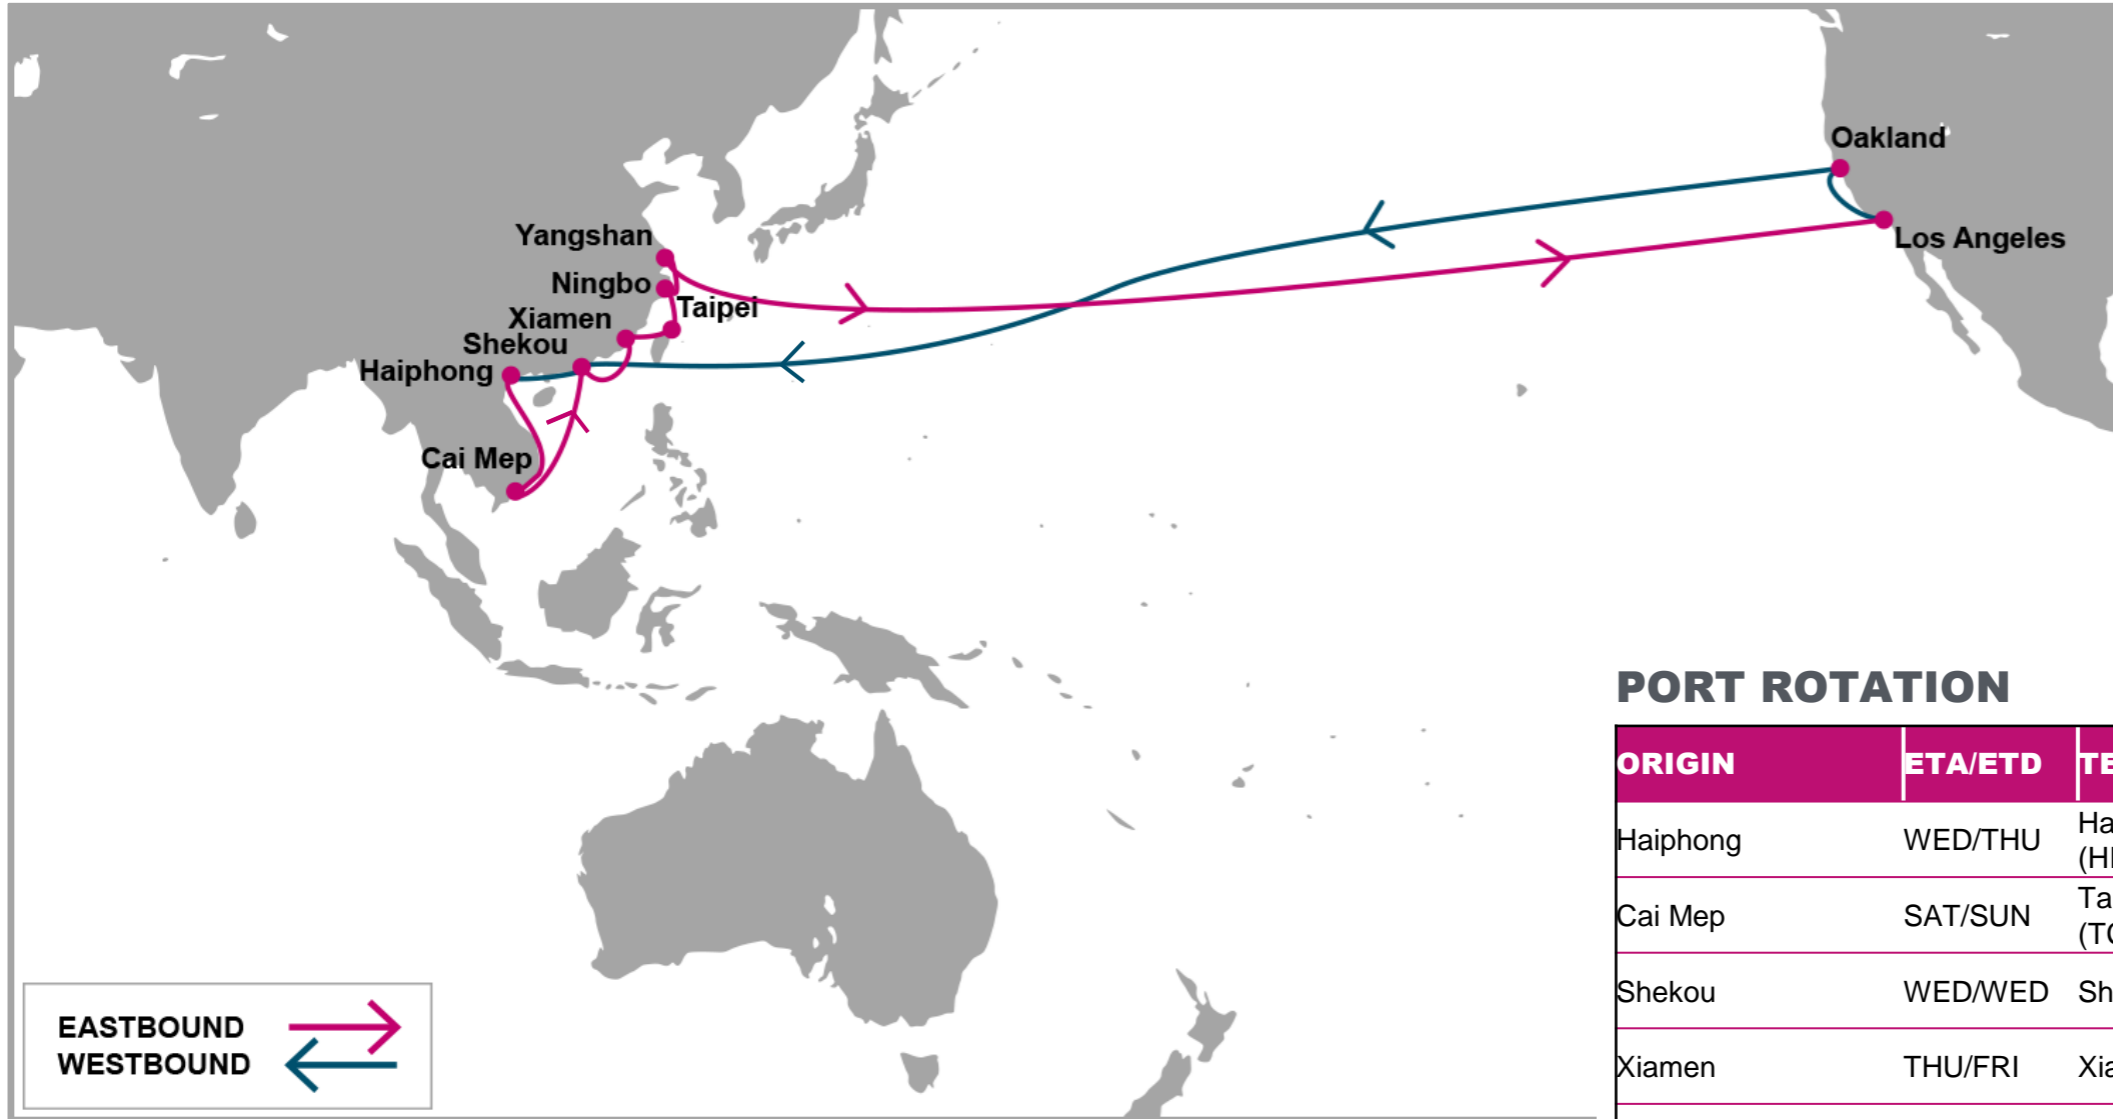 Oakland
Los Angeles
Yangshan
Ningbo
Taipei
Xiamen
Shekou
Haiphong
Cai Mep
EASTBOUND
WESTBOUND
PORT ROTATION
ORIGIN ETA/ETD
Haiphong WED/THU
Cai Mep SAT/SUN
Shekou WED/WED
Xiamen THU/FRI